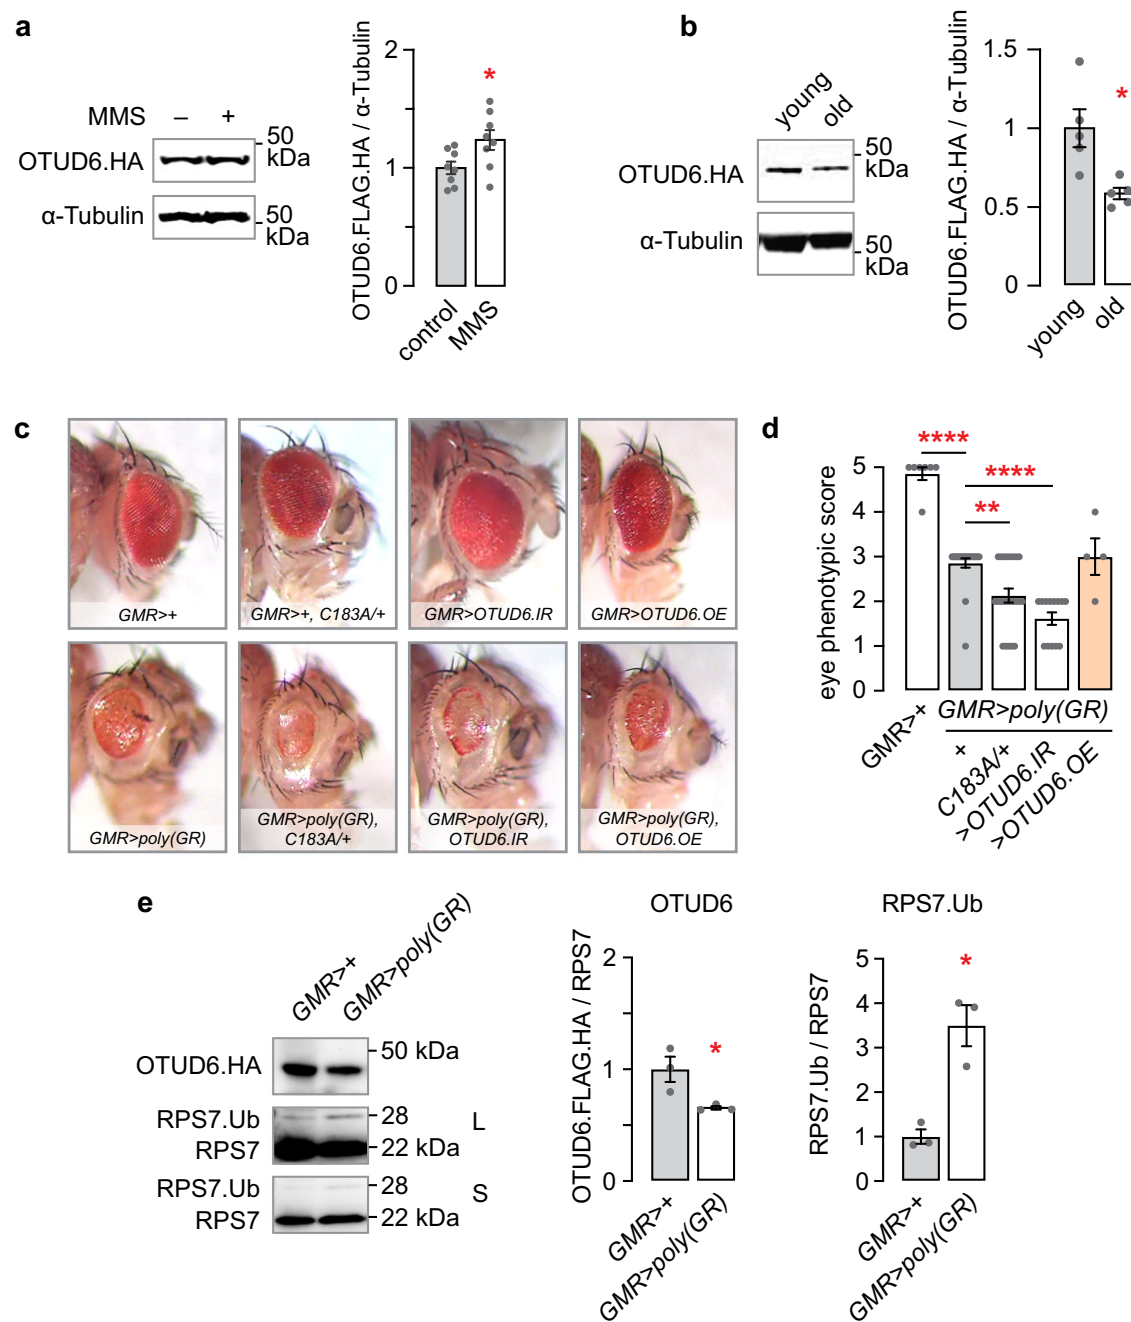 a
MMS – +
OTUD6.HA
50
kDa
α-Tubulin
50
kDa
OTUD6.FLAG.HA / α-Tubulin
2
1
0
*
control
MMS
b
young
old
OTUD6.HA
50
kDa
α-Tubulin
50
kDa
OTUD6.FLAG.HA / α-Tubulin
1.5
1
0.5
0
*
young
old
c
GMR>+
GMR>+, C183A/+
GMR>OTUD6.IR
GMR>OTUD6.OE
GMR>poly(GR)
GMR>poly(GR),
C183A/+
GMR>poly(GR),
OTUD6.IR
GMR>poly(GR),
OTUD6.OE
d
eye phenotypic score
5
4
3
2
1
0
****
****
**
GMR>+
GMR>poly(GR)
+
C183A/+
>OTUD6.IR
>OTUD6.OE
e
GMR>+
GMR>poly(GR)
OTUD6.HA
50 kDa
RPS7.Ub
28
L
RPS7
22 kDa
RPS7.Ub
28
S
RPS7
22 kDa
OTUD6
OTUD6.FLAG.HA / RPS7
2
1
0
*
GMR>+
GMR>poly(GR)
RPS7.Ub
RPS7.Ub / RPS7
5
4
3
2
1
0
*
GMR>+
GMR>poly(GR)